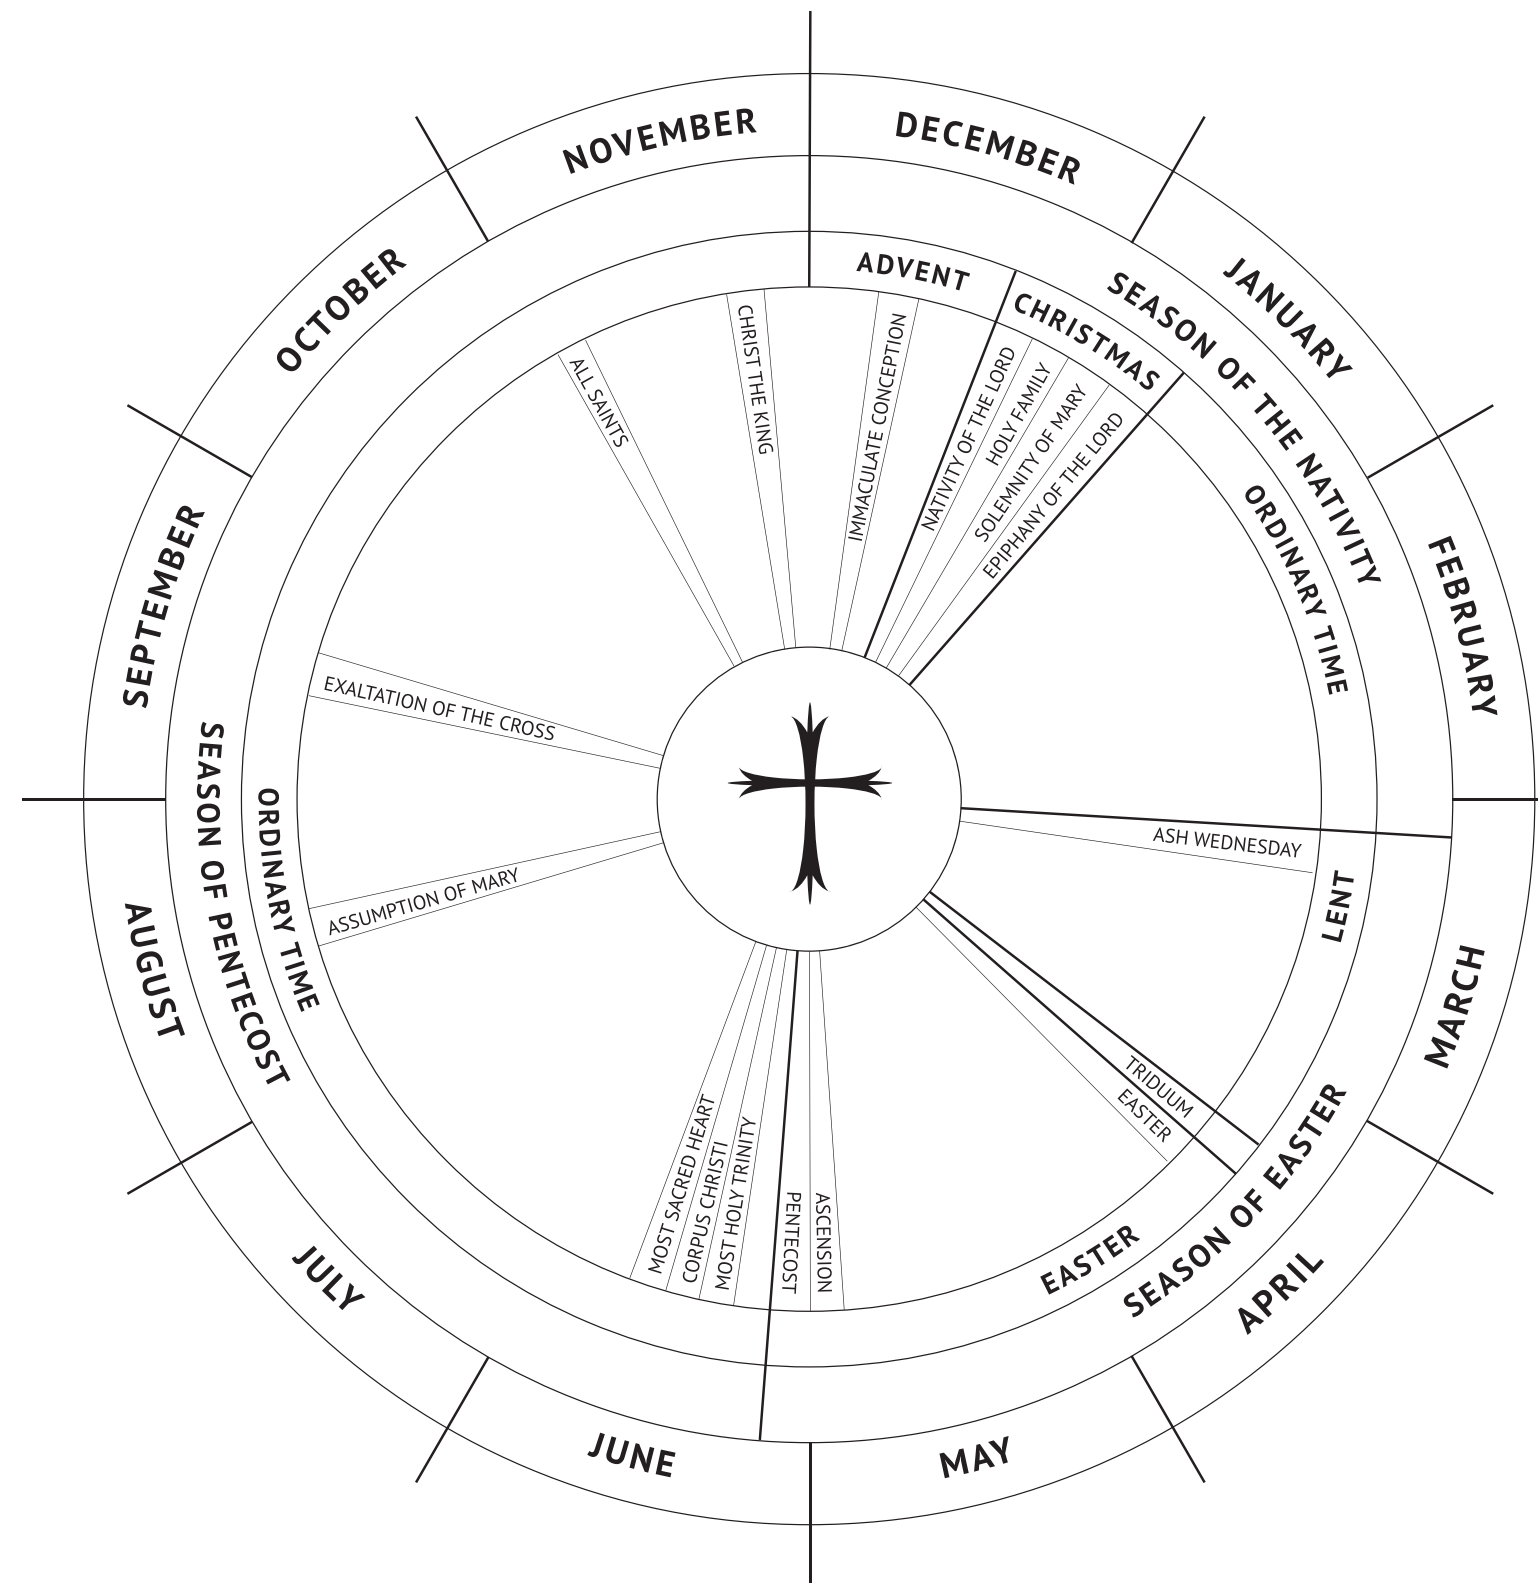 DECEMBER
JANUARY
FEBRUARY
MARCH
APRIL
MAY
JUNE
JULY
AUGUST
SEPTEMBER
OCTOBER
NOVEMBER
SEASON OF THE NATIVITY
SEASON OF EASTER
SEASON OF PENTECOST
ADVENT
CHRISTMAS
ORDINARY TIME
LENT
EASTER
ORDINARY TIME
IMMACULATE CONCEPTION
NATIVITY OF THE LORD
HOLY FAMILY
SOLEMNITY OF MARY
EPIPHANY OF THE LORD
ASH WEDNESDAY
TRIDUUM
EASTER
ASCENSION
PENTECOST
MOST HOLY TRINITY
CORPUS CHRISTI
MOST SACRED HEART
ASSUMPTION OF MARY
EXALTATION OF THE CROSS
ALL SAINTS
CHRIST THE KING